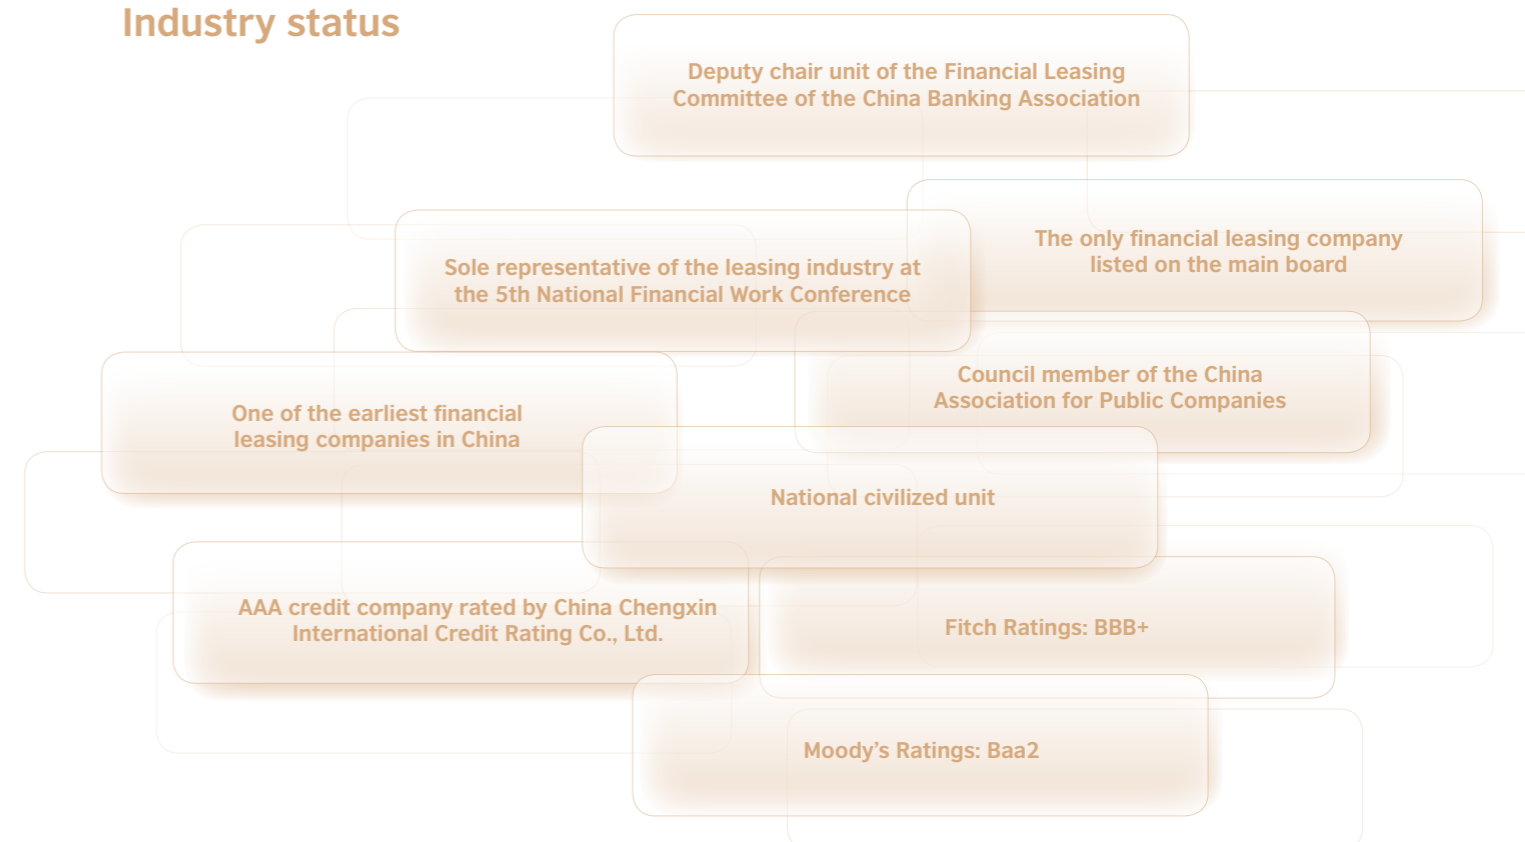 Industry status
Deputy chair unit of the Financial Leasing
Committee of the China Banking Association
The only financial leasing company
listed on the main board
Sole representative of the leasing industry at
the 5th National Financial Work Conference
Council member of the China
Association for Public Companies
One of the earliest financial
leasing companies in China
National civilized unit
AAA credit company rated by China Chengxin
International Credit Rating Co., Ltd.
Fitch Ratings: BBB+
Moody’s Ratings: Baa2